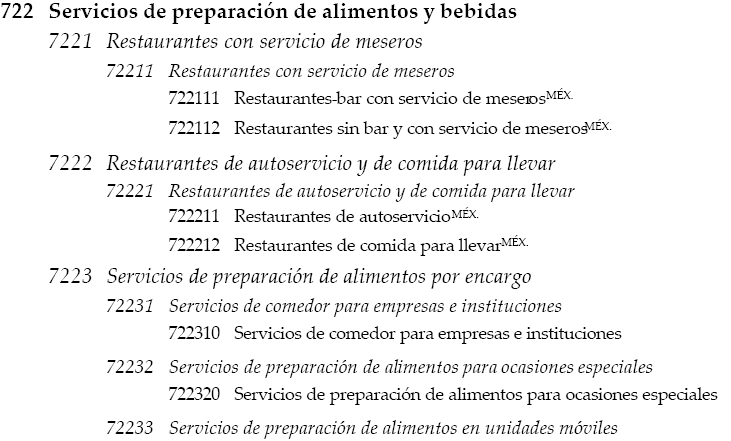 722 Servicios de preparación de alimentos y bebidas
7221 Restaurantes con servicio de meseros
72211 Restaurantes con servicio de meseros
722111 Restaurantes-bar con servicio de meserosMÉX.
722112 Restaurantes sin bar y con servicio de meserosMÉX.
7222 Restaurantes de autoservicio y de comida para llevar
72221 Restaurantes de autoservicio y de comida para llevar
722211 Restaurantes de autoservicioMÉX.
722212 Restaurantes de comida para llevarMÉX.
7223 Servicios de preparación de alimentos por encargo
72231 Servicios de comedor para empresas e instituciones
722310 Servicios de comedor para empresas e instituciones
72232 Servicios de preparación de alimentos para ocasiones especiales
722320 Servicios de preparación de alimentos para ocasiones especiales
72233 Servicios de preparación de alimentos en unidades móviles